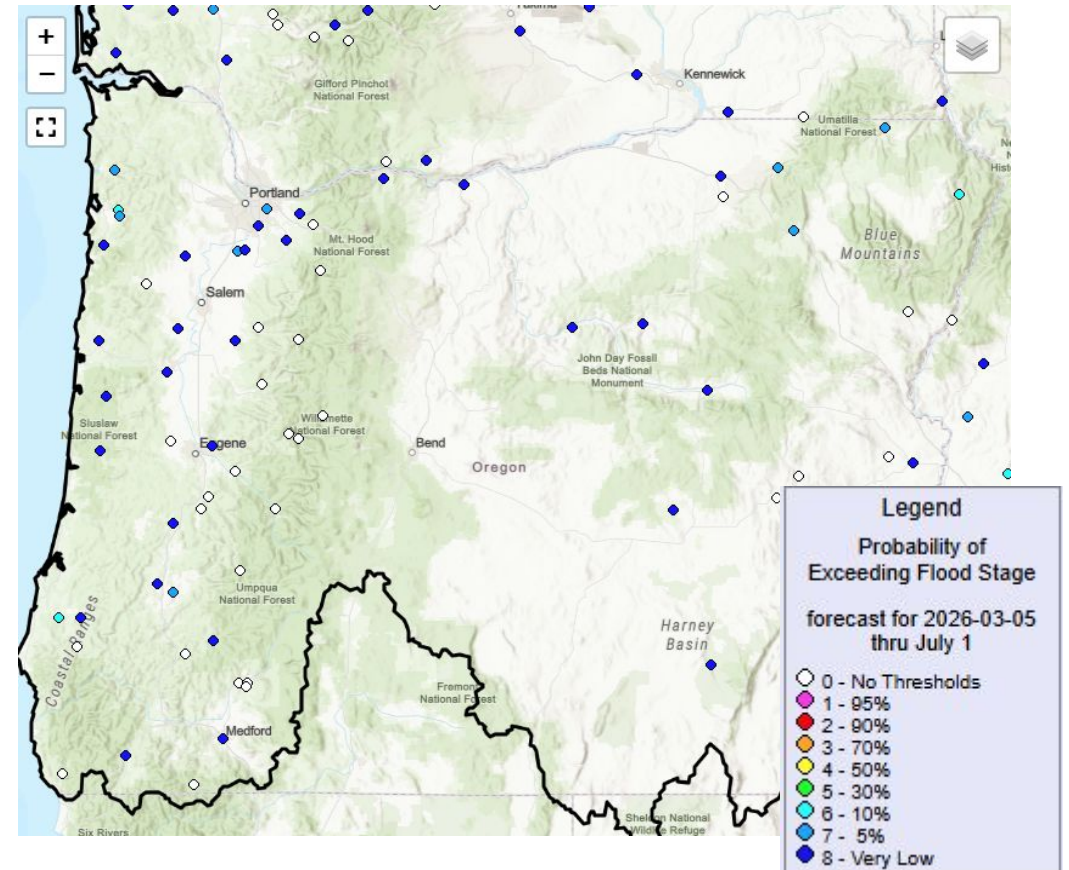 +
−
Yakima
Kennewick
Gifford Pinchot
National Forest
Umatilla
National Forest
Portland
Mt. Hood
National Forest
Blue
Mountains
Salem
John Day Fossil
Beds National
Monument
Siuslaw
National Forest
Willamette
National Forest
Eugene
Bend
Oregon
Umpqua
National Forest
Coastal Ranges
Harney
Basin
Fremont
National Forest
Medford
Sheldon National
Wildlife Refuge
Six Rivers
Legend
Probability of
Exceeding Flood Stage
forecast for 2026-03-05
thru July 1
0 - No Thresholds
1 - 95%
2 - 90%
3 - 70%
4 - 50%
5 - 30%
6 - 10%
7 - 5%
8 - Very Low